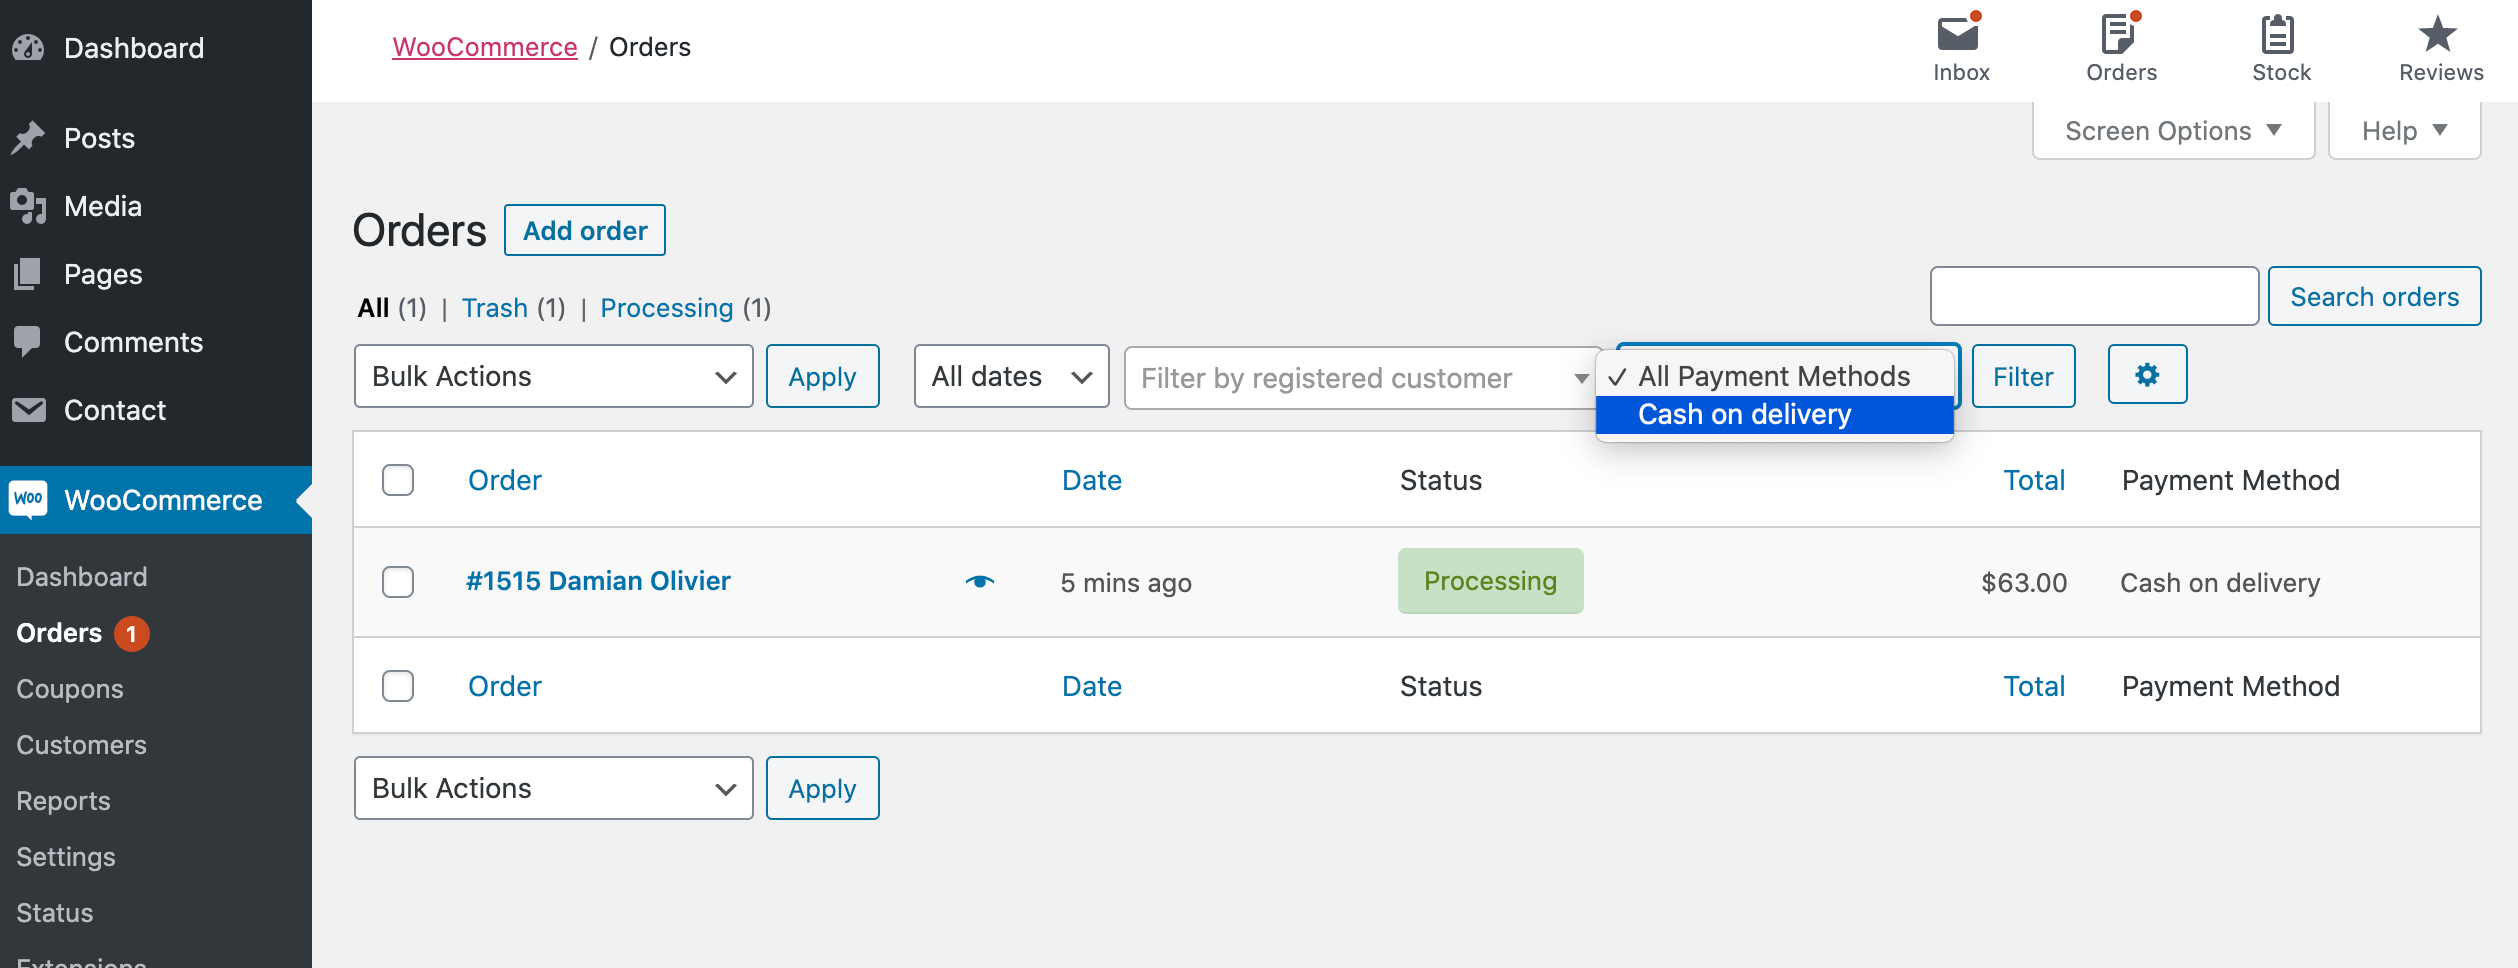 Dashboard
Posts
Media
Pages
Comments
Contact
Woo WooCommerce
Dashboard
Orders 1
Coupons
Customers
Reports
Settings
Status
Extensions
WooCommerce / Orders
Inbox
Orders
Stock
Reviews
Screen Options
Help
Orders
Add order
All (1) | Trash (1) | Processing (1)
Search orders
Bulk Actions
Apply
All dates
Filter by registered customer
✓ All Payment Methods
Cash on delivery
Filter
Order Date Status Total Payment Method
#1515 Damian Olivier 5 mins ago Processing $63.00 Cash on delivery
Order Date Status Total Payment Method
Bulk Actions
Apply